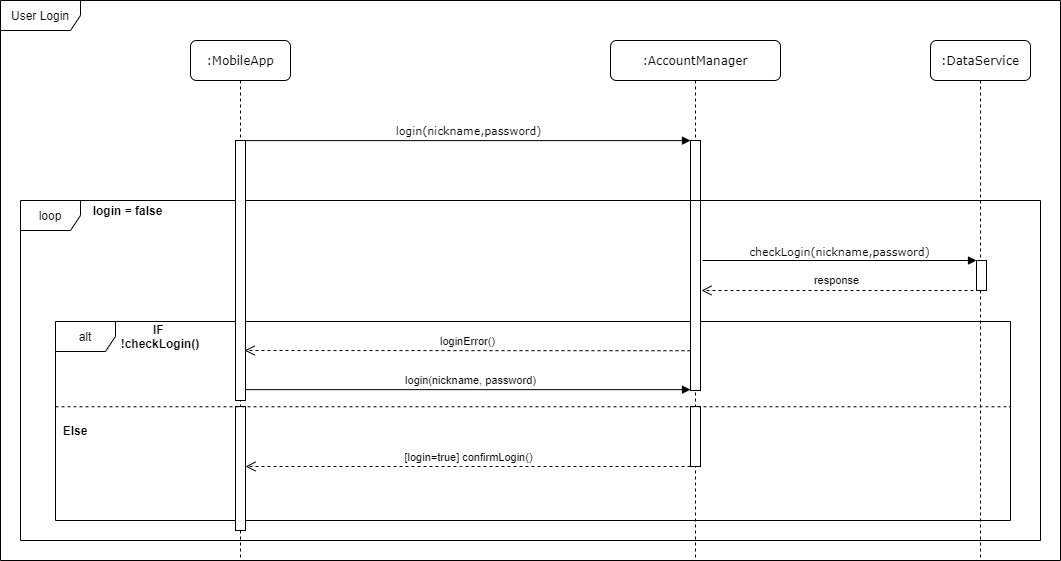 User Login
:MobileApp
:AccountManager
:DataService
login(nickname,password)
loop
login = false
checkLogin(nickname,password)
response
alt
IF
!checkLogin()
loginError()
login(nickname, password)
Else
[login=true] confirmLogin()